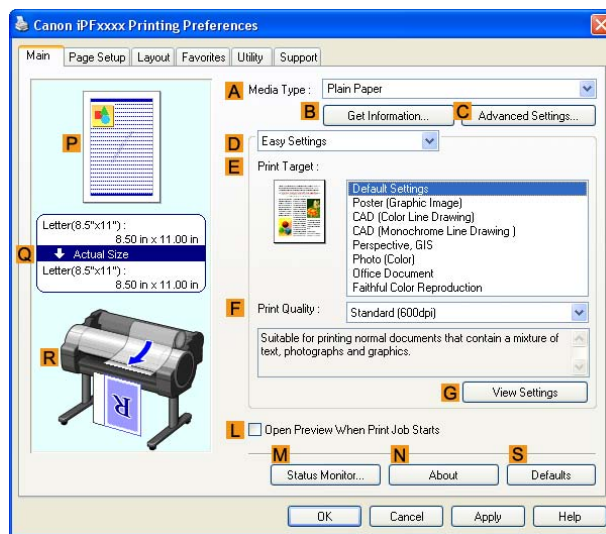 Canon iPFxxxx Printing Preferences
Main Page Setup Layout Favorites Utility Support
A Media Type : Plain Paper
B C
Get Information... Advanced Settings...
P
D Easy Settings
E Print Target :
Default Settings
Poster (Graphic Image)
CAD (Color Line Drawing)
CAD (Monochrome Line Drawing )
Perspective, GIS
Photo (Color)
Office Document
Faithful Color Reproduction
Letter(8.5"x11") :
8.50 in x 11.00 in
Q Actual Size
Letter(8.5"x11") :
8.50 in x 11.00 in
F Print Quality : Standard (600dpi)
Suitable for printing normal documents that contain a mixture of
text, photographs and graphics.
R
R
G View Settings
L Open Preview When Print Job Starts
M N S
Status Monitor... About Defaults
OK Cancel Apply Help